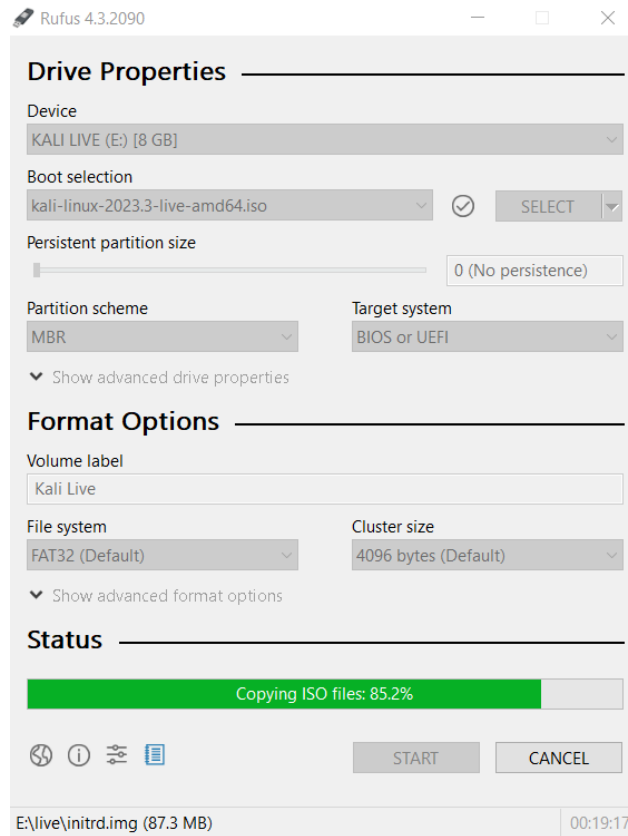 Rufus 4.3.2090
Drive Properties
Device
KALI LIVE (E:) [8 GB]
Boot selection
kali-linux-2023.3-live-amd64.iso
SELECT
Persistent partition size
0 (No persistence)
Partition scheme
Target system
MBR
BIOS or UEFI
Show advanced drive properties
Format Options
Volume label
Kali Live
File system
Cluster size
FAT32 (Default)
4096 bytes (Default)
Show advanced format options
Status
Copying ISO files: 85.2%
START
CANCEL
E:\live\initrd.img (87.3 MB)
00:19:17